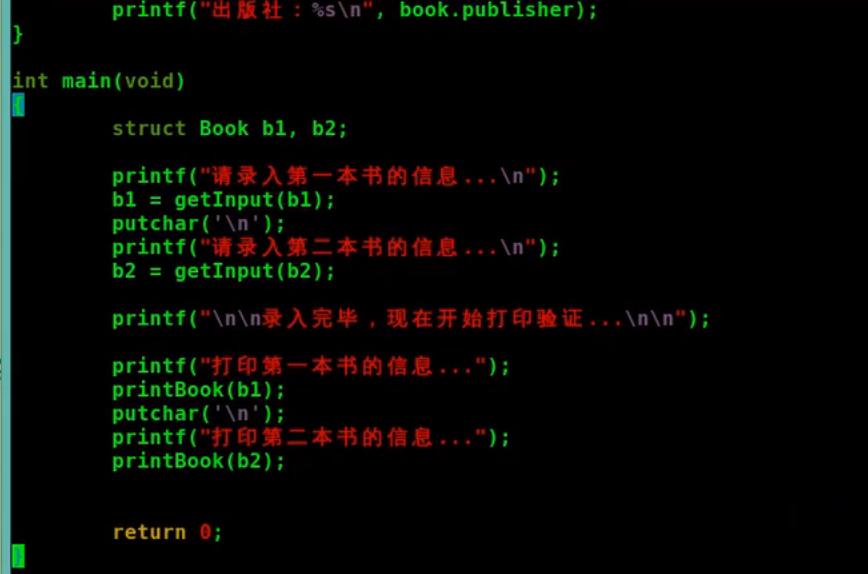 printf("出版社：%s\n", book.publisher);
}
int main(void)
{
struct Book b1, b2;
printf("请录入第一本书的信息...\n");
b1 = getInput(b1);
putchar('\n');
printf("请录入第二本书的信息...\n");
b2 = getInput(b2);
printf("\n\n录入完毕，现在开始打印验证...\n\n");
printf("打印第一本书的信息...");
printBook(b1);
putchar('\n');
printf("打印第二本书的信息...");
printBook(b2);
return 0;
}